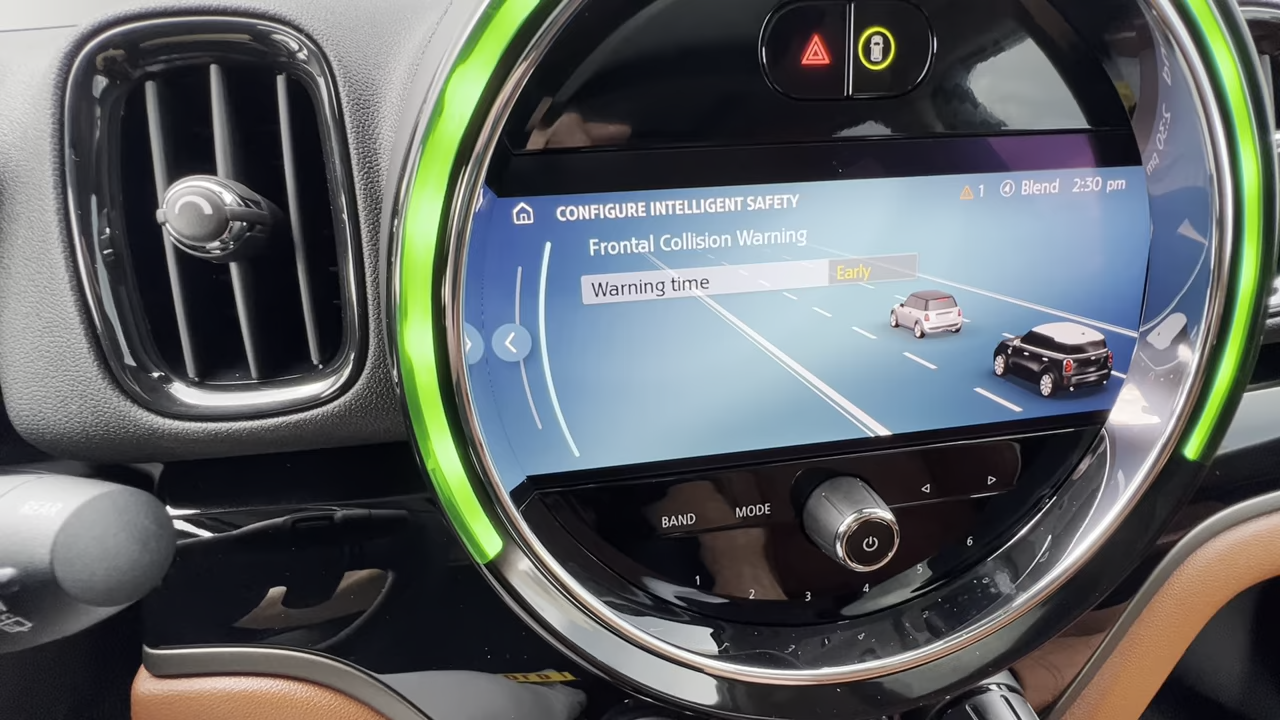 CONFIGURE INTELLIGENT SAFETY
1 Blend 2:30 pm
Frontal Collision Warning
Warning time Early
BAND MODE
1 2 3 4 5 6
REAR